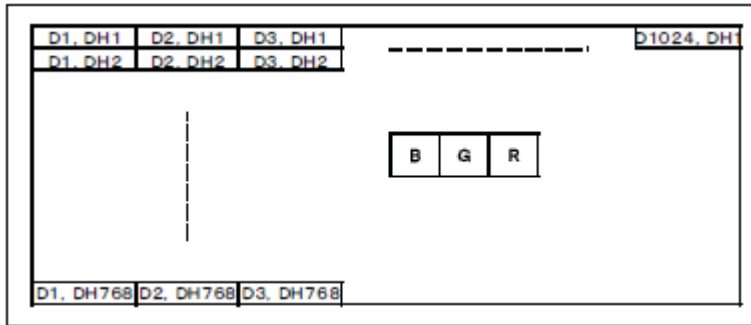 D1, DH1 D2, DH1 D3, DH1 D1024, DH1
D1, DH2 D2, DH2 D3, DH2
B G R
D1, DH768 D2, DH768 D3, DH768